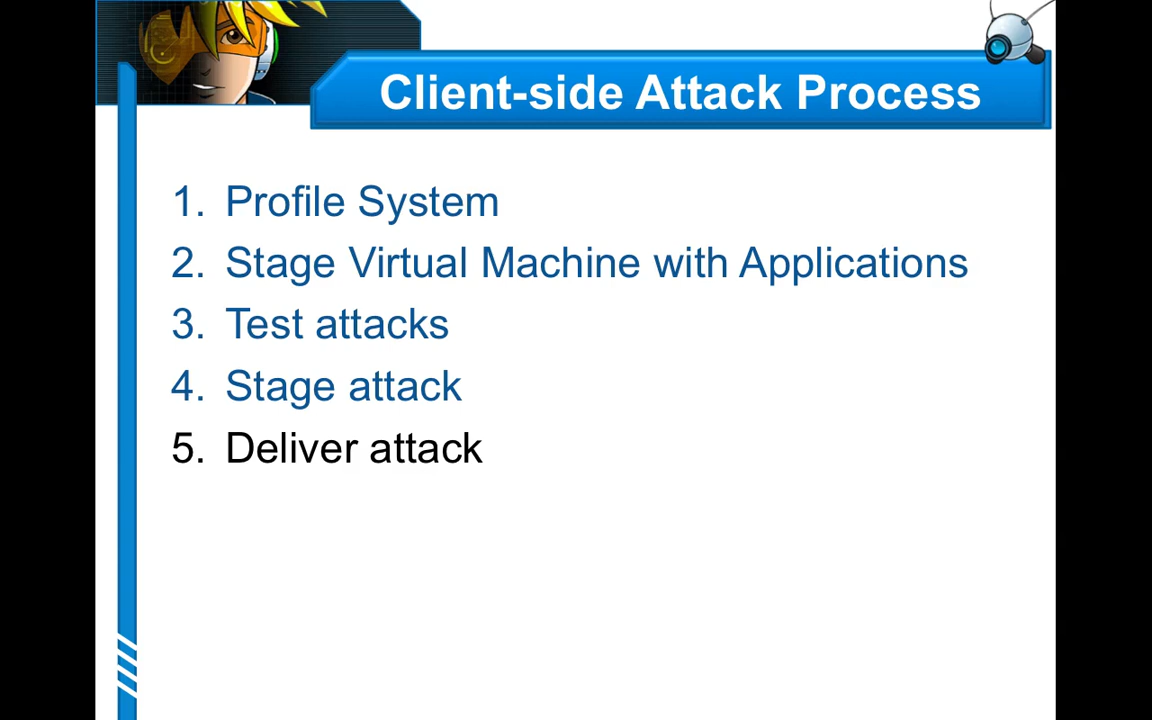 Client-side Attack Process
1. Profile System
2. Stage Virtual Machine with Applications
3. Test attacks
4. Stage attack
5. Deliver attack